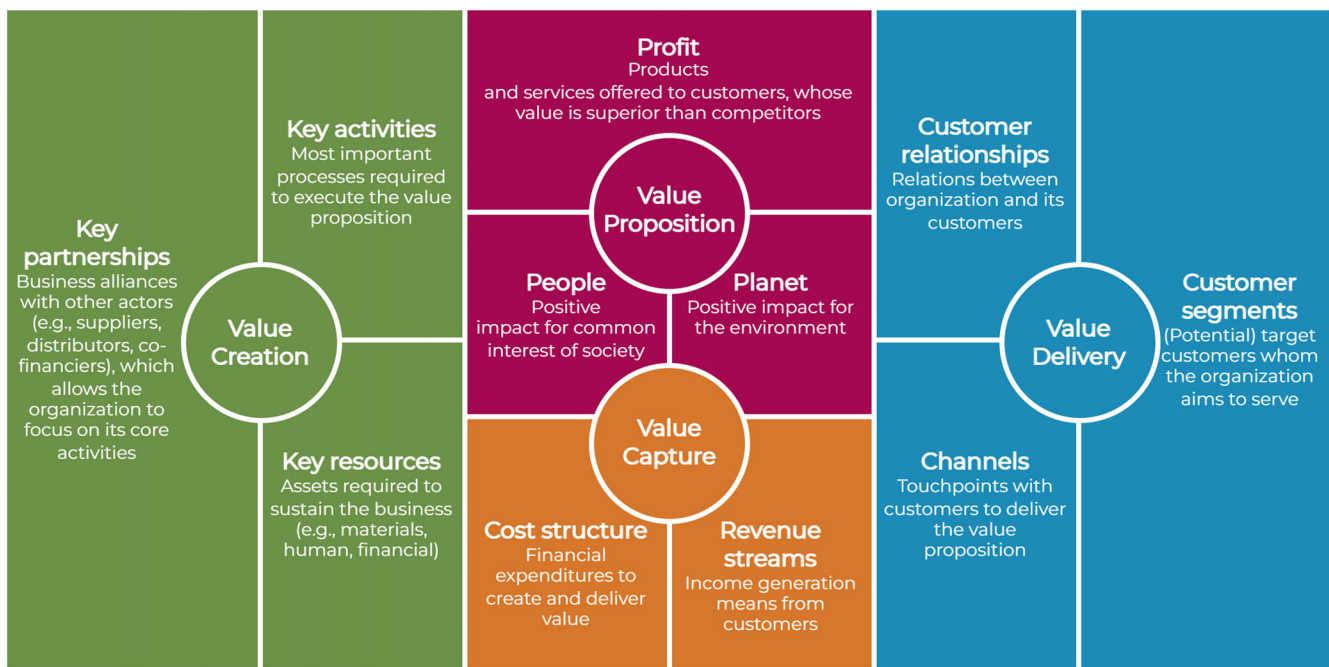 Key
partnerships
Business alliances
with other actors
(e.g., suppliers,
distributors, co-
financiers), which
allows the
organization to
focus on its core
activities
Key activities
Most important
processes required
to execute the value
proposition
Value
Creation
Key resources
Assets required to
sustain the business
(e.g., materials,
human, financial)
Profit
Products
and services offered to customers, whose
value is superior than competitors
Value
Proposition
People
Positive
impact for common
interest of society
Planet
Positive impact for
the environment
Value
Capture
Cost structure
Financial
expenditures to
create and deliver
value
Revenue
streams
Income generation
means from
customers
Customer
relationships
Relations between
organization and its
customers
Value
Delivery
Channels
Touchpoints with
customers to deliver
the value
proposition
Customer
segments
(Potential) target
customers whom
the organization
aims to serve